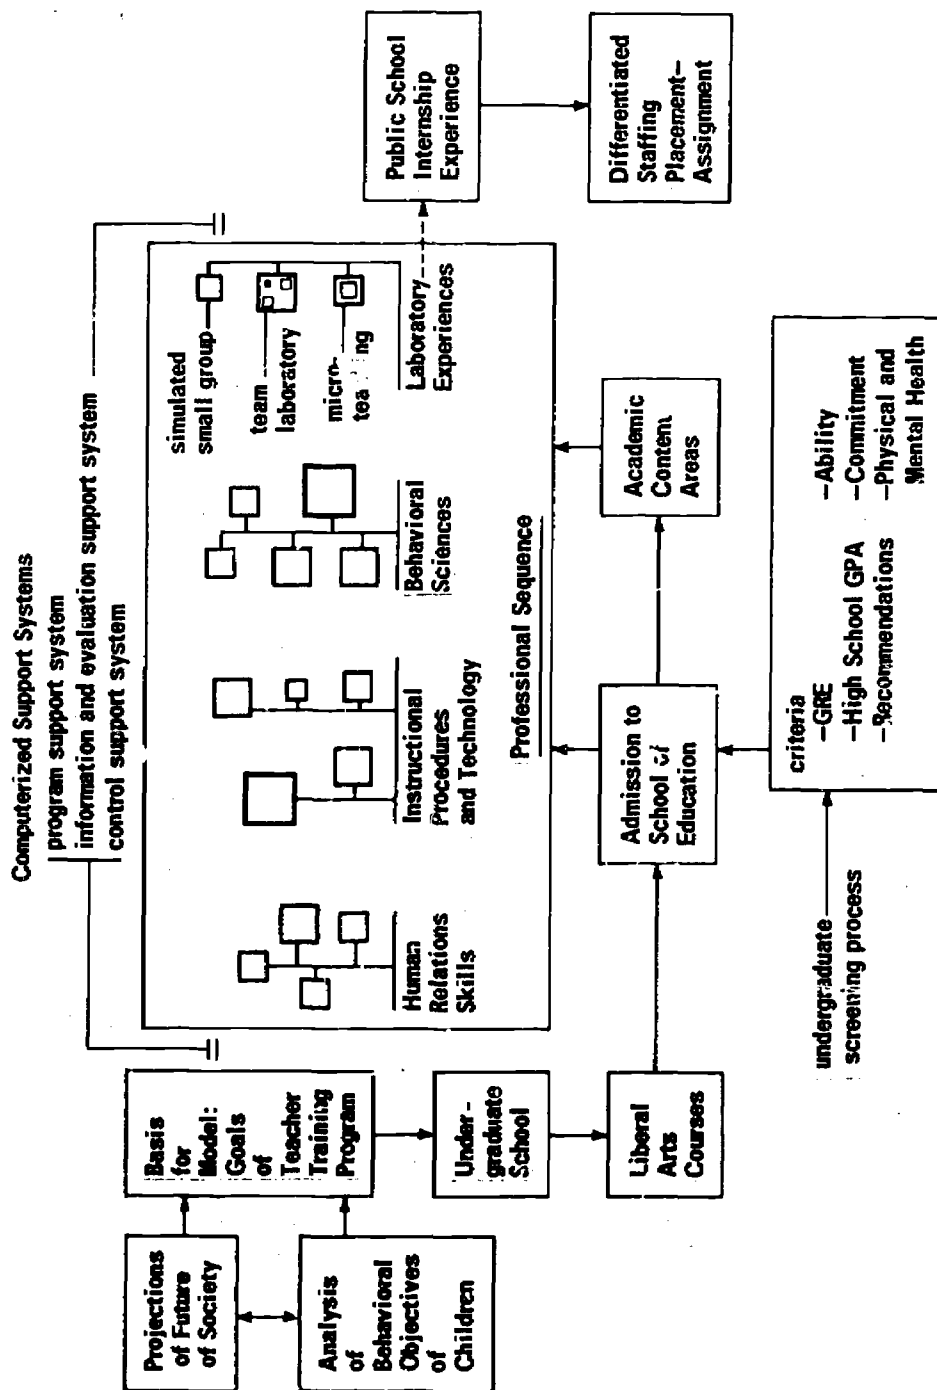 Computerized Support Systems
program support system
information and evaluation support system
control support system
Projections
of Future
of Society
Analysis
of
Behavioral
Objectives
of
Children
Basis
for
Model:
Goals
of
Teacher
Training
Program
Under-
graduate
School
Liberal
Arts
Courses
Human
Relations
Skills
Instructional
Procedures
and Technology
Behavioral
Sciences
simulated
small group
team
laboratory
micro-
Laboratory
Experiences
Professional Sequence
Public School
Internship
Experience
Differentiated
Staffing
Placement–
Assignment
Admission to
School of
Education
Academic
Content
Areas
undergraduate
screening process
criteria
–GRE
–High School GPA
–Recommendations
–Ability
–Commitment
–Physical and
Mental Health